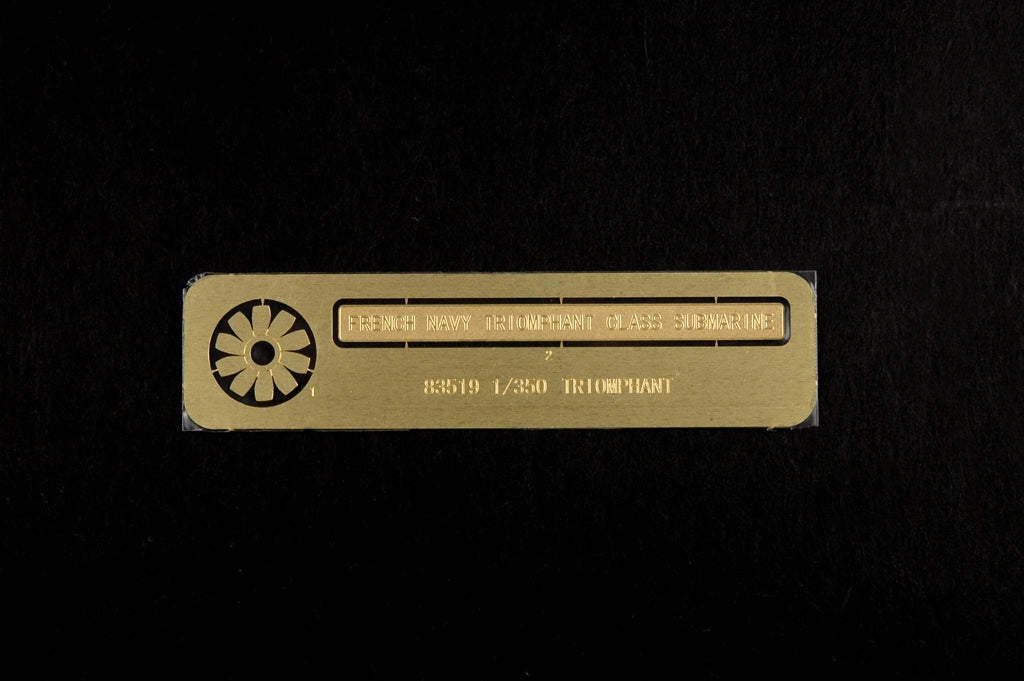 FRENCH NAVY TRIOMPHANT CLASS SUBMARINE
2
1
83519 1/350 TRIOMPHANT